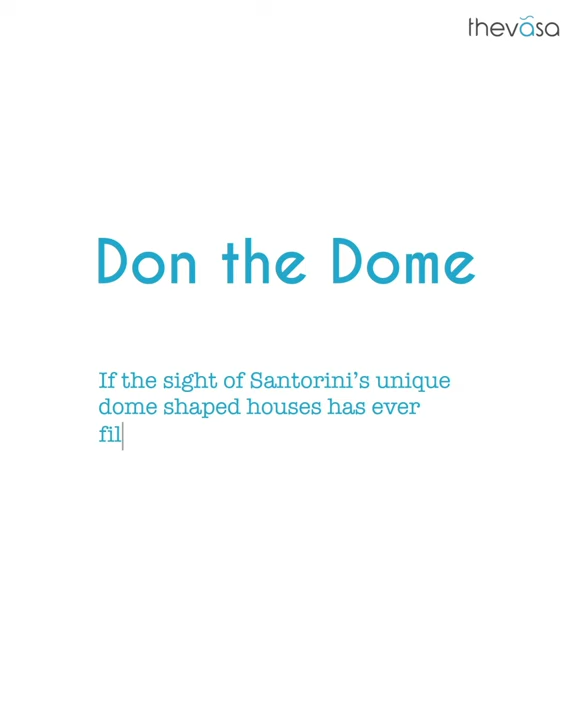 thevasa
Don the Dome
If the sight of Santorini's unique
dome shaped houses has ever
fil